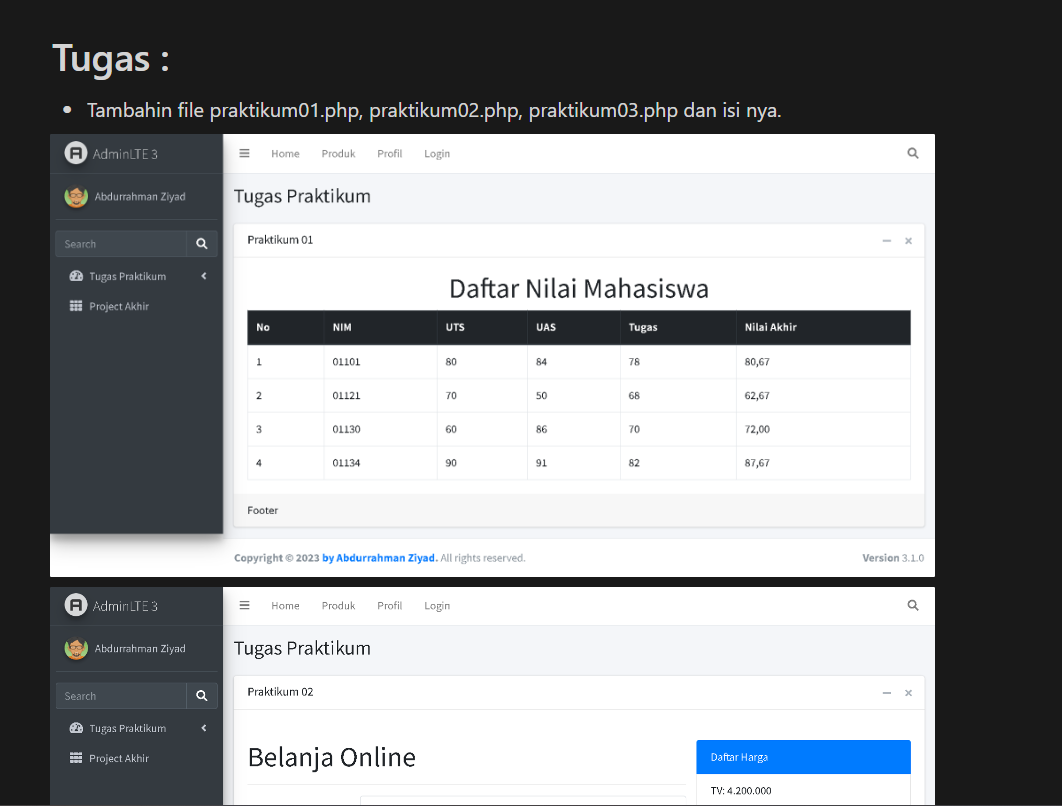 Tugas :
• Tambahin file praktikum01.php, praktikum02.php, praktikum03.php dan isi nya.
AdminLTE 3
Home Produk Profil Login
Abdurrahman Ziyad
Search
Tugas Praktikum
Project Akhir
Tugas Praktikum
Praktikum 01
Daftar Nilai Mahasiswa
No NIM UTS UAS Tugas Nilai Akhir
1 01101 80 84 78 80,67
2 01121 70 50 68 62,67
3 01130 60 86 70 72,00
4 01134 90 91 82 87,67
Footer
Copyright © 2023 by Abdurrahman Ziyad. All rights reserved. Version 3.1.0
AdminLTE 3
Home Produk Profil Login
Abdurrahman Ziyad
Search
Tugas Praktikum
Project Akhir
Tugas Praktikum
Praktikum 02
Belanja Online
Daftar Harga
TV: 4.200.000